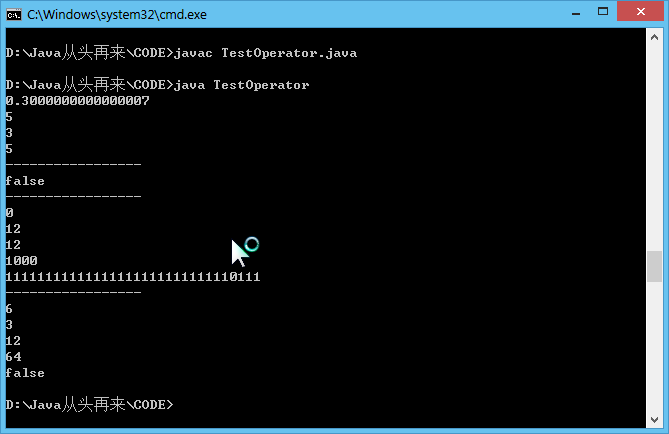 C:\Windows\system32\cmd.exe
D:\Java从头再来\CODE>javac TestOperator.java
D:\Java从头再来\CODE>java TestOperator
0.3000000000000007
5
3
5
-----------------
false
-----------------
0
12
12
1000
11111111111111111111111111110111
-----------------
6
3
12
64
false
D:\Java从头再来\CODE>